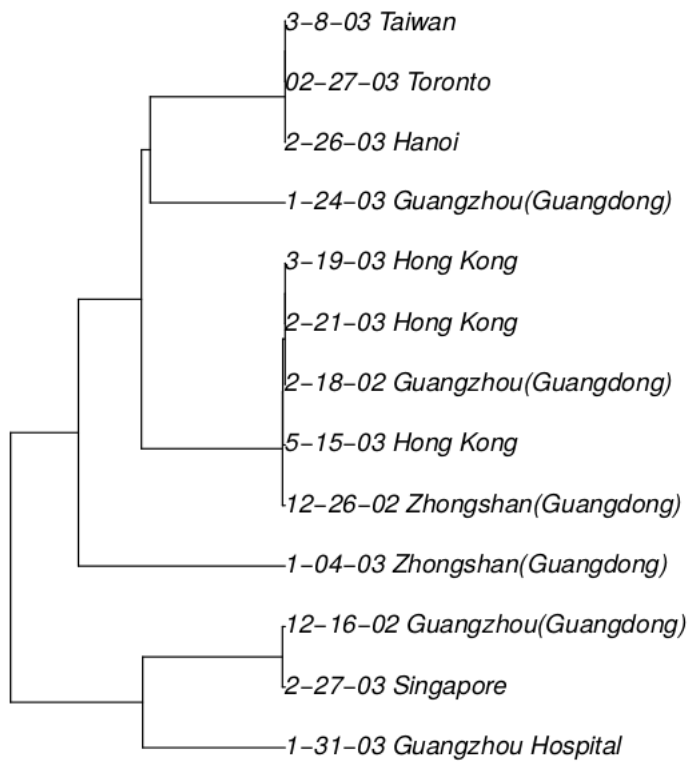 3-8-03 Taiwan
02-27-03 Toronto
2-26-03 Hanoi
1-24-03 Guangzhou(Guangdong)
3-19-03 Hong Kong
2-21-03 Hong Kong
2-18-02 Guangzhou(Guangdong)
5-15-03 Hong Kong
12-26-02 Zhongshan(Guangdong)
1-04-03 Zhongshan(Guangdong)
12-16-02 Guangzhou(Guangdong)
2-27-03 Singapore
1-31-03 Guangzhou Hospital